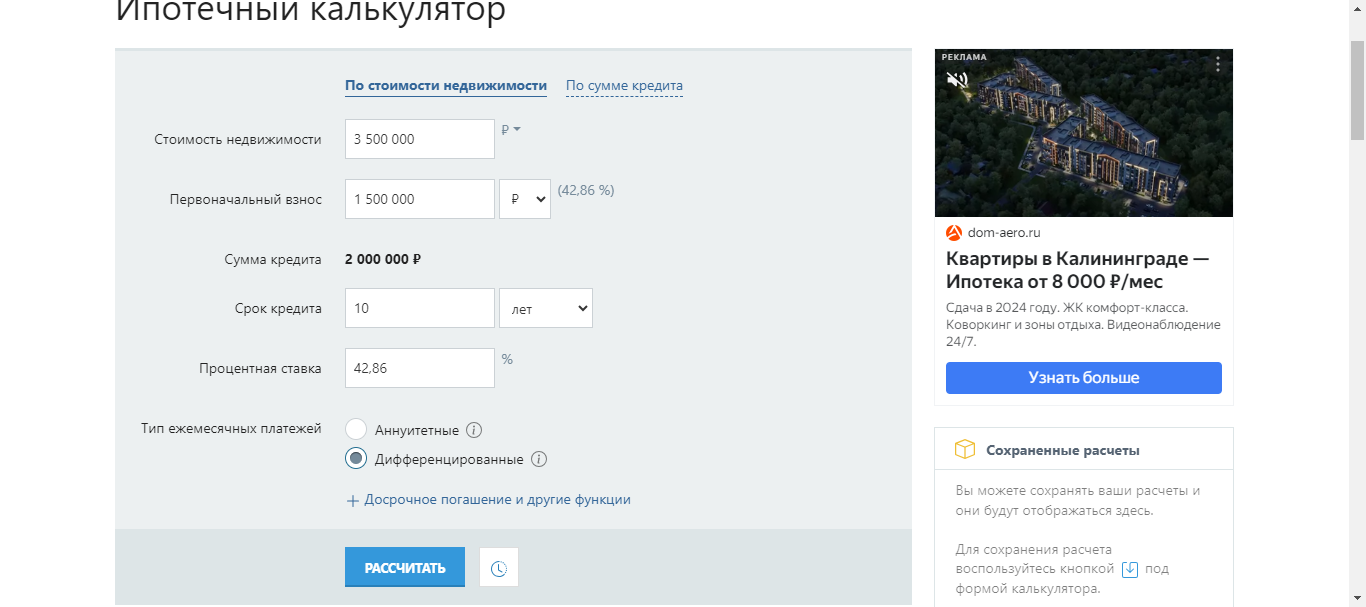 Ипотечный калькулятор
По стоимости недвижимости По сумме кредита
Стоимость недвижимости 3 500 000 ₽
Первоначальный взнос 1 500 000 ₽ (42,86 %)
Сумма кредита 2 000 000 ₽
Срок кредита 10 лет
Процентная ставка 42,86 %
Тип ежемесячных платежей Аннуитетные i
Дифференцированные i
+ Досрочное погашение и другие функции
РАССЧИТАТЬ
РЕКЛАМА
dom-aero.ru
Квартиры в Калининграде —
Ипотека от 8 000 ₽/мес
Сдача в 2024 году. ЖК комфорт-класса.
Коворкинг и зоны отдыха. Видеонаблюдение
24/7.
Узнать больше
Сохраненные расчеты
Вы можете сохранять ваши расчеты и
они будут отображаться здесь.
Для сохранения расчета
воспользуйтесь кнопкой под
формой калькулятора.